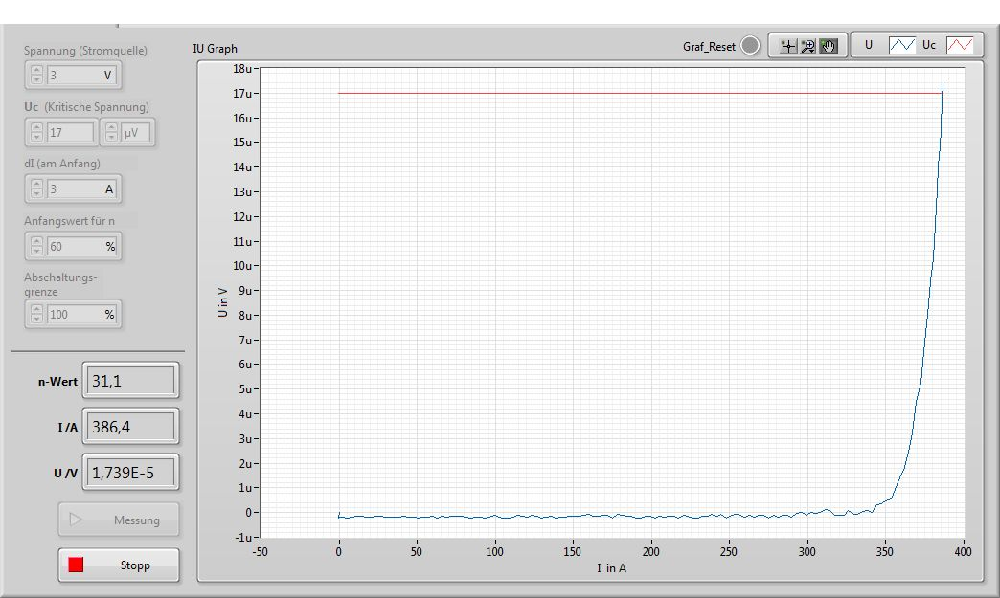 Spannung (Stromquelle)
3 V
Uc (Kritische Spannung)
17 µV
dI (am Anfang)
3 A
Anfangswert für n
60 %
Abschaltungs-
grenze
100 %
n-Wert 31,1
I /A 386,4
U /V 1,739E-5
Messung
Stopp
IU Graph
Graf_Reset
U Uc
18u
17u
16u
15u
14u
13u
12u
11u
10u
9u
8u
7u
6u
5u
4u
3u
2u
1u
0
-1u
U in V
-50 0 50 100 150 200 250 300 350 400
I in A